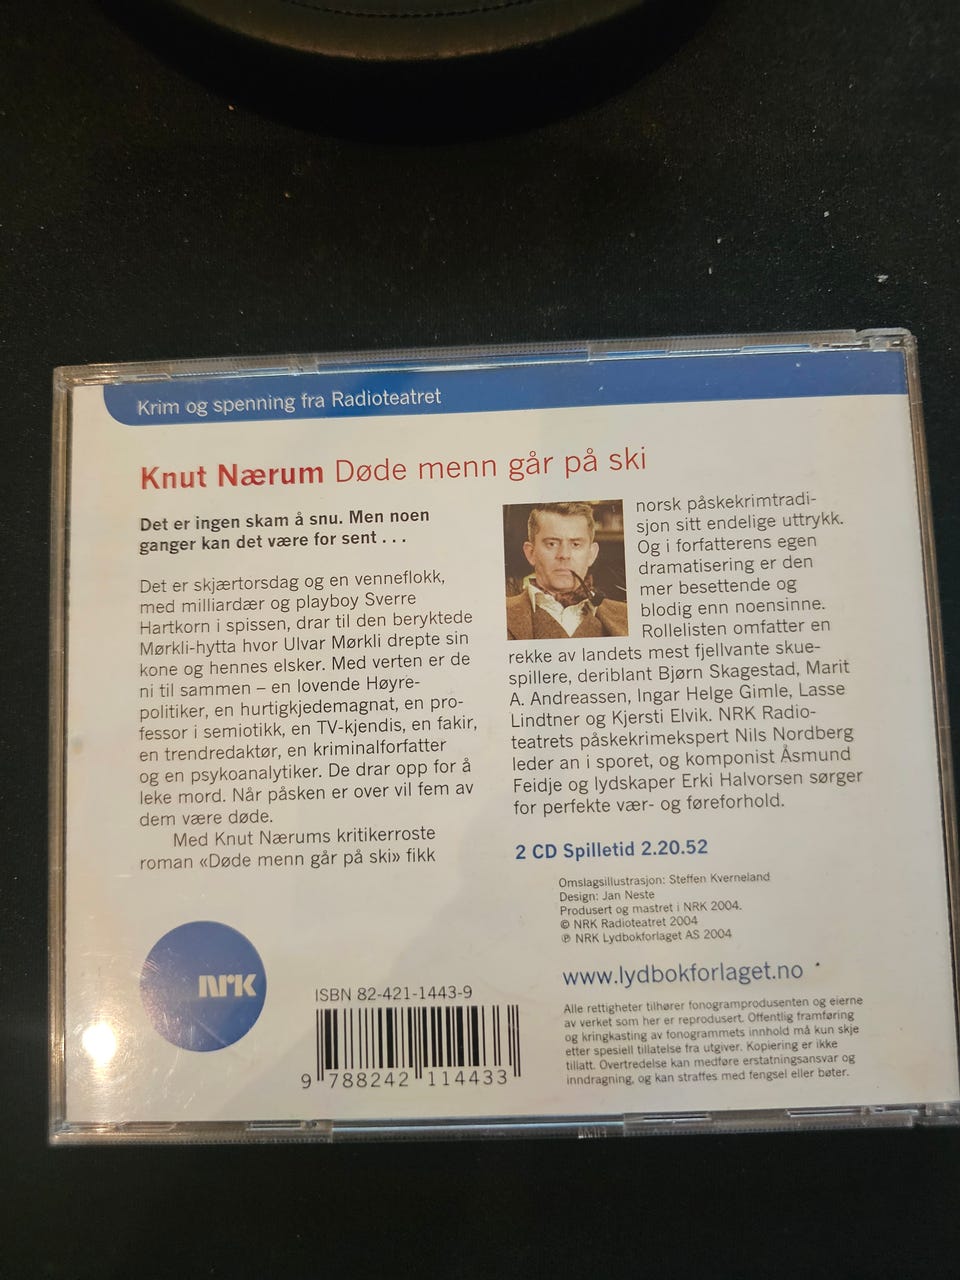 Krim og spenning fra Radioteatret
Knut Nærum Døde menn går på ski
Det er ingen skam å snu. Men noen
ganger kan det være for sent . . .
Det er skjærtorsdag og en venneflokk,
med milliardær og playboy Sverre
Hartkorn i spissen, drar til den beryktede
Mørkli-hytta hvor Ulvar Mørkli drepte sin
kone og hennes elsker. Med verten er de
ni til sammen – en lovende Høyre-
politiker, en hurtigkjedemagnat, en pro-
fessor i semiotikk, en TV-kjendis, en fakir,
en trendredaktør, en kriminalforfatter
og en psykoanalytiker. De drar opp for å
leke mord. Når påsken er over vil fem av
dem være døde.
Med Knut Nærums kritikerroste
roman «Døde menn går på ski» fikk
norsk påskekrimtradi-
sjon sitt endelige uttrykk.
Og i forfatterens egen
dramatisering er den
mer besettende og
blodig enn noensinne.
Rollelisten omfatter en
rekke av landets mest fjellvante skue-
spillere, deriblant Bjørn Skagestad, Marit
A. Andreassen, Ingar Helge Gimle, Lasse
Lindtner og Kjersti Elvik. NRK Radio-
teatrets påskekrimekspert Nils Nordberg
leder an i sporet, og komponist Åsmund
Feidje og lydskaper Erki Halvorsen sørger
for perfekte vær- og føreforhold.
2 CD Spilletid 2.20.52
Omslagsillustrasjon: Steffen Kverneland
Design: Jan Neste
Produsert og mastret i NRK 2004.
© NRK Radioteatret 2004
℗ NRK Lydbokforlaget AS 2004
www.lydbokforlaget.no
Alle rettigheter tilhører fonogramprodusenten og eierne
av verket som her er reprodusert. Offentlig framføring
og kringkasting av fonogrammets innhold må kun skje
etter spesiell tillatelse fra utgiver. Kopiering er ikke
tillatt. Overtredelse kan medføre erstatningsansvar og
inndragning, og kan straffes med fengsel eller bøter.
NRK
ISBN 82-421-1443-9
9 788242 114433